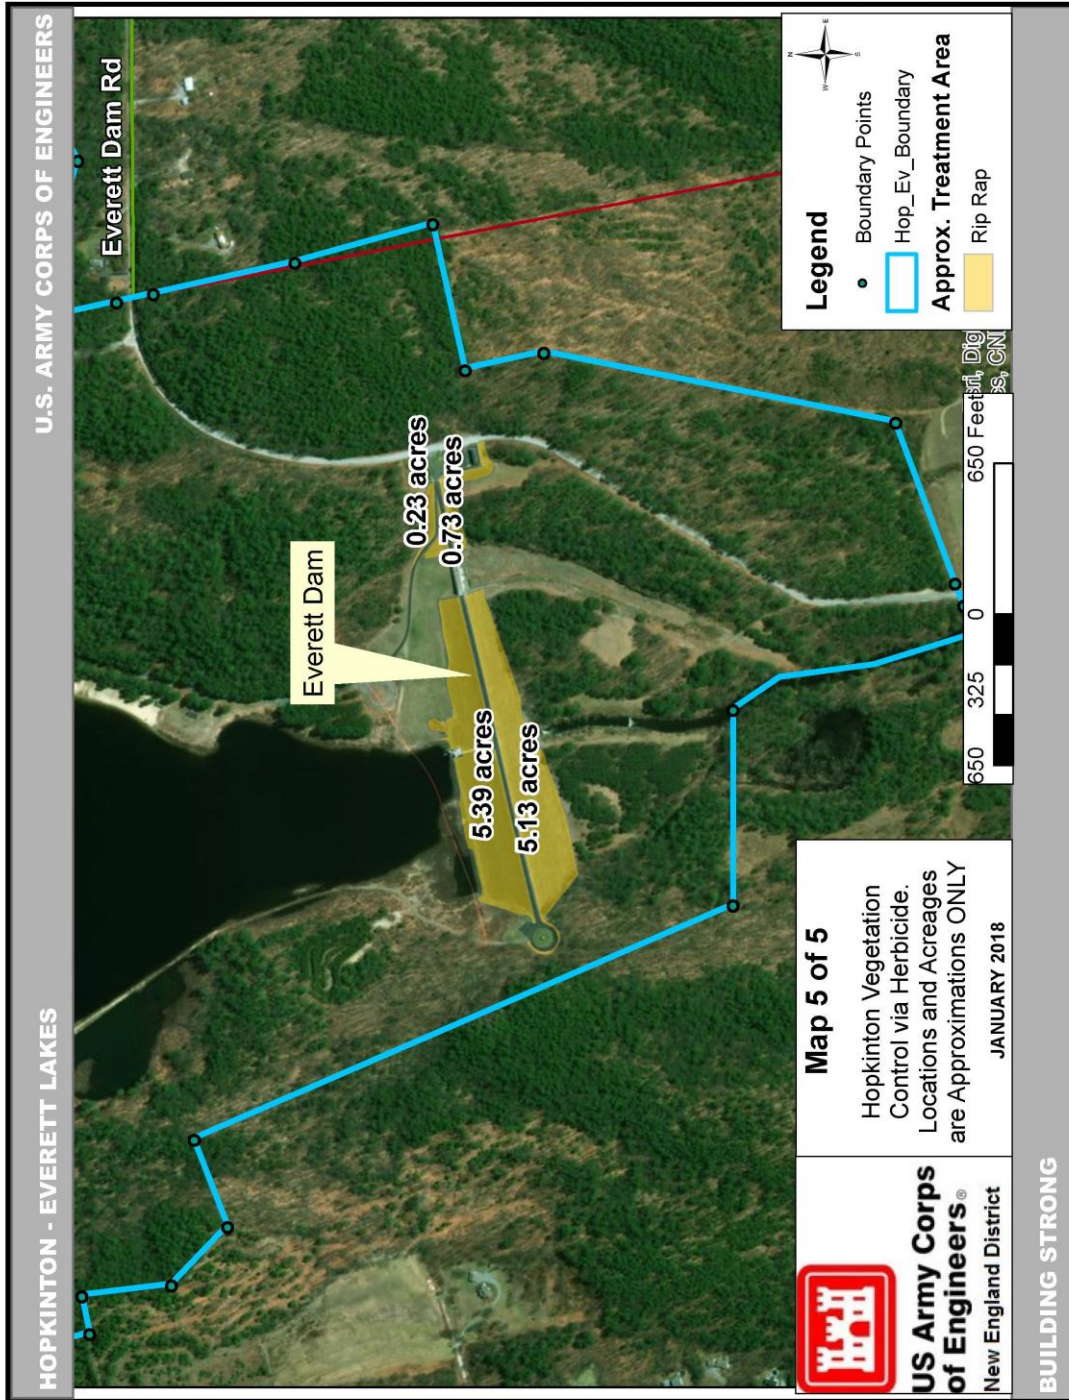 HOPKINTON - EVERETT LAKES
U.S. ARMY CORPS OF ENGINEERS
Everett Dam Rd
Everett Dam
0.23 acres
0.73 acres
5.39 acres
5.13 acres
US Army Corps
of Engineers®
New England District
Map 5 of 5
Hopkinton Vegetation
Control via Herbicide.
Locations and Acreages
are Approximations ONLY
JANUARY 2018
650 325 0 650 Feet
Legend
Boundary Points
Hop_Ev_Boundary
Approx. Treatment Area
Rip Rap
N
W
E
S
BUILDING STRONG